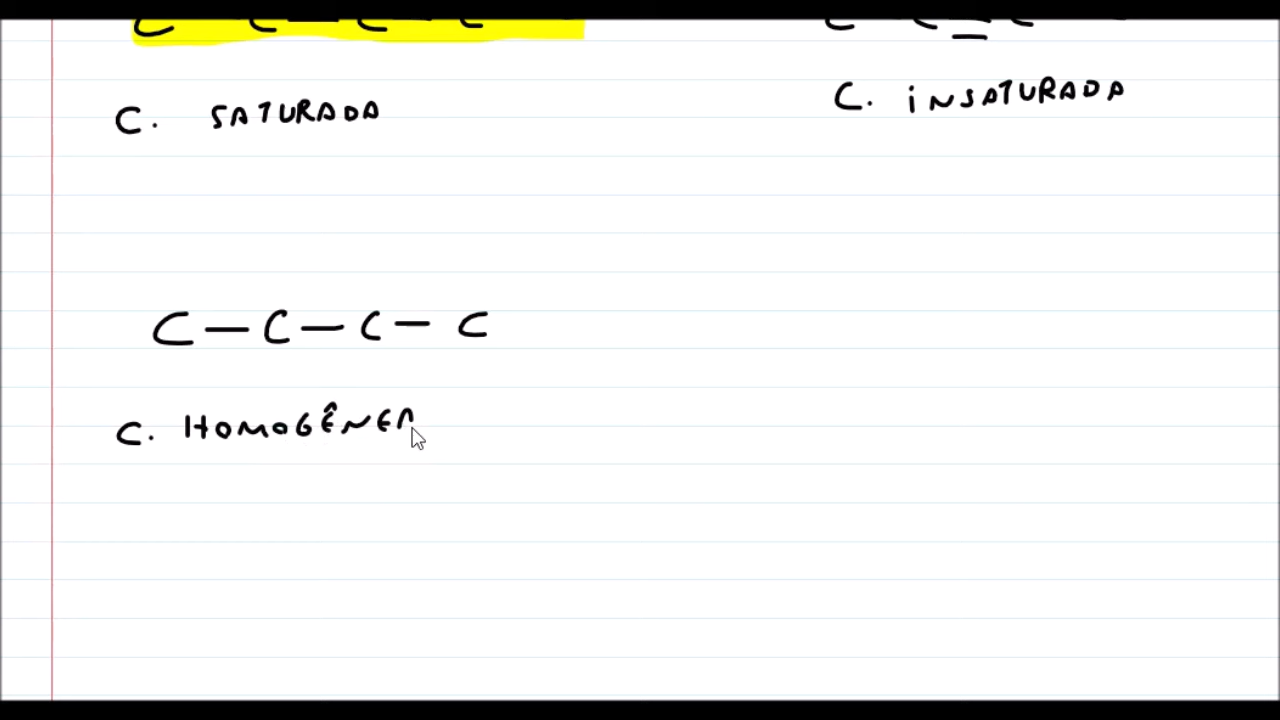 C C C C
C C C
C. SATURADA
C. iNSATURADA
C — C — C — C
C. HOMOGÊNEA